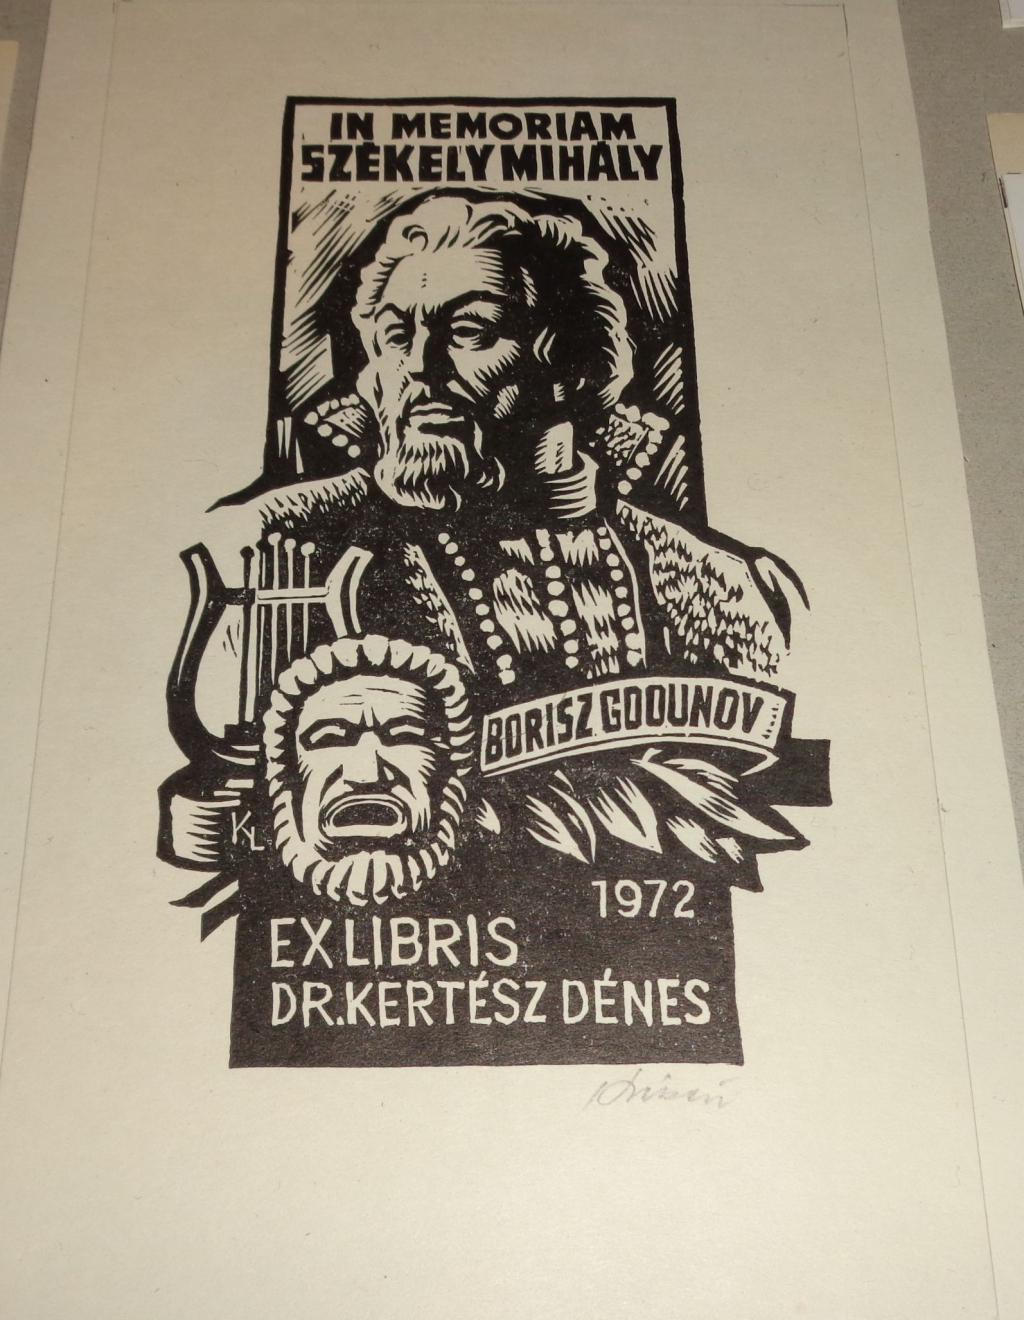 IN MEMORIAM
SZÉKELY MIHÁLY
BORISZ GODUNOV
KL
1972
EX LIBRIS
DR. KERTÉSZ DÉNES